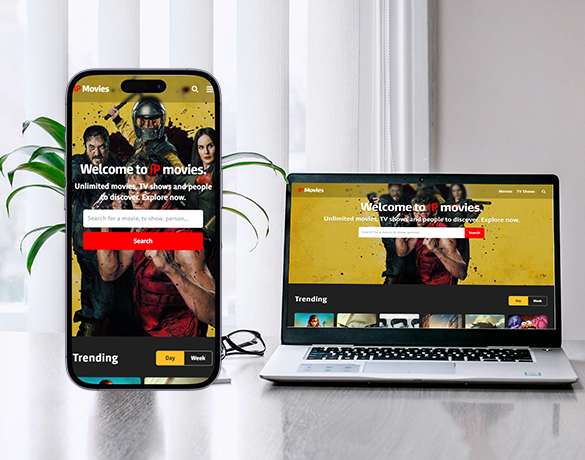 IP Movies
Welcome to IP movies.
Unlimited movies, TV shows and people
to discover. Explore now.
Search for a movie, tv show, person...
Search
Trending
Day
Week
IPMovies
Movies
TV Shows
Welcome to IP movies.
Unlimited movies, TV shows and people to discover. Explore now.
Search for a movie, tv show, person...
Search
Trending
Day
Week